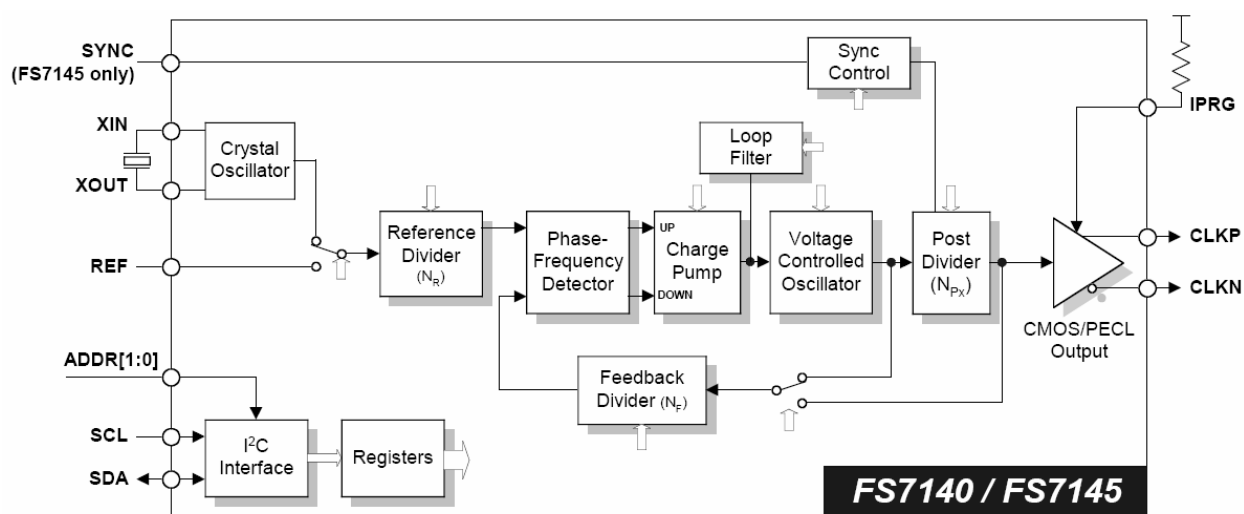 SYNC
(FS7145 only)
Sync
Control
IPRG
XIN
Crystal
Oscillator
XOUT
Loop
Filter
REF
Reference
Divider
(NR)
Phase-
Frequency
Detector
UP
Charge
Pump
DOWN
Voltage
Controlled
Oscillator
Post
Divider
(NPx)
CLKP
CLKN
CMOS/PECL
Output
ADDR[1:0]
Feedback
Divider (NF)
SCL
SDA
I2C
Interface
Registers
FS7140 / FS7145